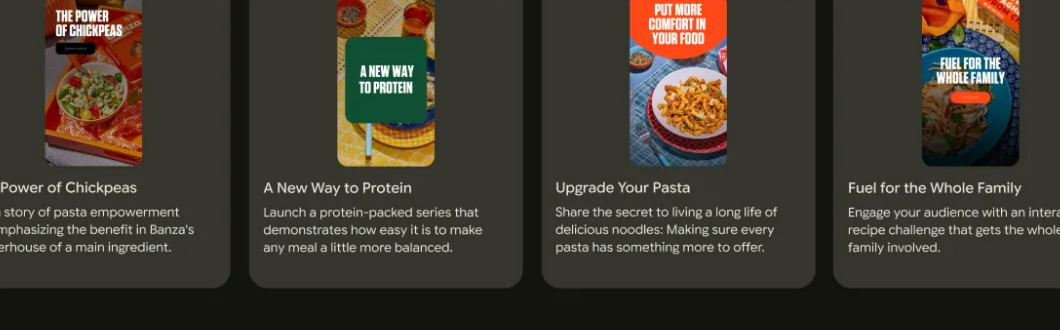 THE POWER
OF CHICKPEAS
A NEW WAY
TO PROTEIN
PUT MORE
COMFORT IN
YOUR FOOD
FUEL FOR THE
WHOLE FAMILY
Power of Chickpeas
story of pasta empowerment
mphasizing the benefit in Banza's
erhouse of a main ingredient.
A New Way to Protein
Launch a protein-packed series that
demonstrates how easy it is to make
any meal a little more balanced.
Upgrade Your Pasta
Share the secret to living a long life of
delicious noodles: Making sure every
pasta has something more to offer.
Fuel for the Whole Family
Engage your audience with an intera
recipe challenge that gets the whole
family involved.